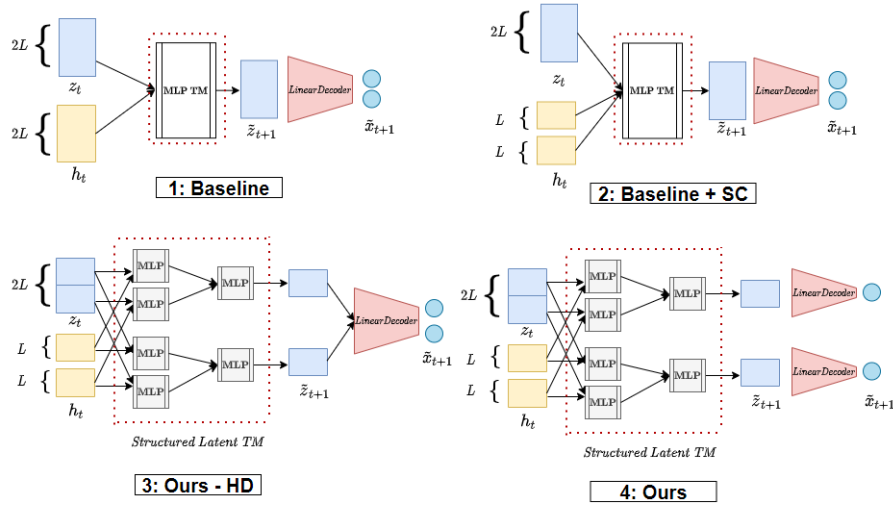 2L {
z_t
2L {
h_t
MLP TM
z̃_{t+1}
LinearDecoder
x̃_{t+1}
1: Baseline
2L {
z_t
L {
L {
h_t
MLP TM
z̃_{t+1}
LinearDecoder
x̃_{t+1}
2: Baseline + SC
2L {
z_t
L {
L {
h_t
MLP
MLP
MLP
MLP
MLP
MLP
z̃_{t+1}
LinearDecoder
x̃_{t+1}
Structured Latent TM
3: Ours - HD
2L {
z_t
L {
L {
h_t
MLP
MLP
MLP
MLP
MLP
MLP
z̃_{t+1}
LinearDecoder
LinearDecoder
x̃_{t+1}
Structured Latent TM
4: Ours